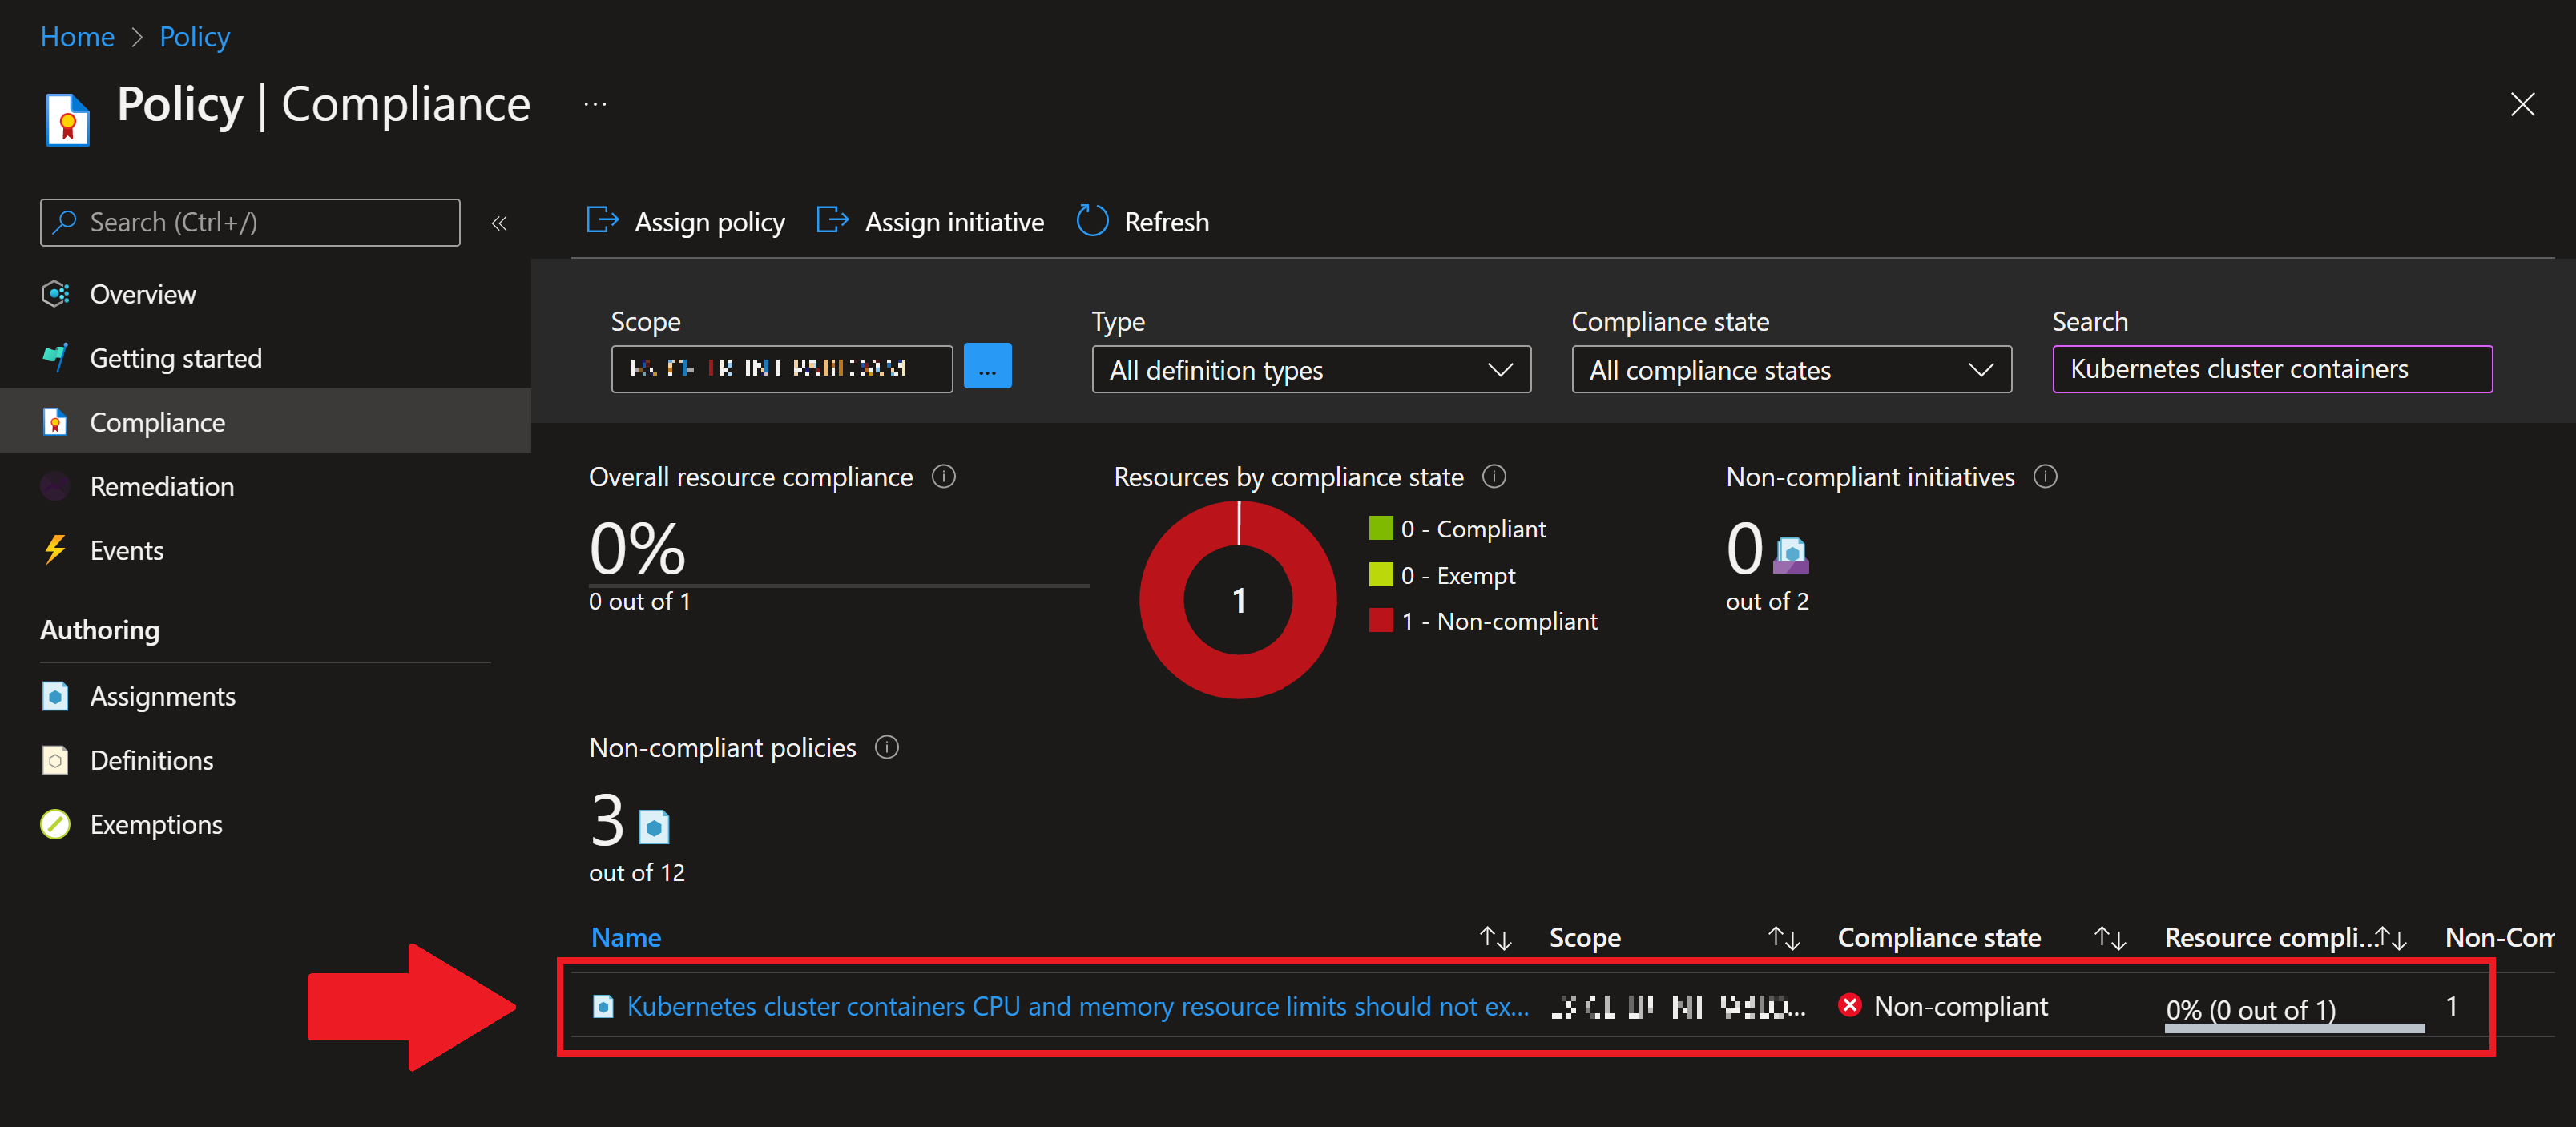 Home > Policy
Policy | Compliance ...
Search (Ctrl+/) «
Overview
Getting started
Compliance
Remediation
Events
Authoring
Assignments
Definitions
Exemptions
Assign policy Assign initiative Refresh
Scope Type Compliance state Search
... All definition types All compliance states Kubernetes cluster containers
Overall resource compliance
0%
0 out of 1
Resources by compliance state
1
0 - Compliant
0 - Exempt
1 - Non-compliant
Non-compliant initiatives
0
out of 2
Non-compliant policies
3
out of 12
Name Scope Compliance state Resource compli... Non-Com
Kubernetes cluster containers CPU and memory resource limits should not ex... ... Non-compliant 0% (0 out of 1) 1